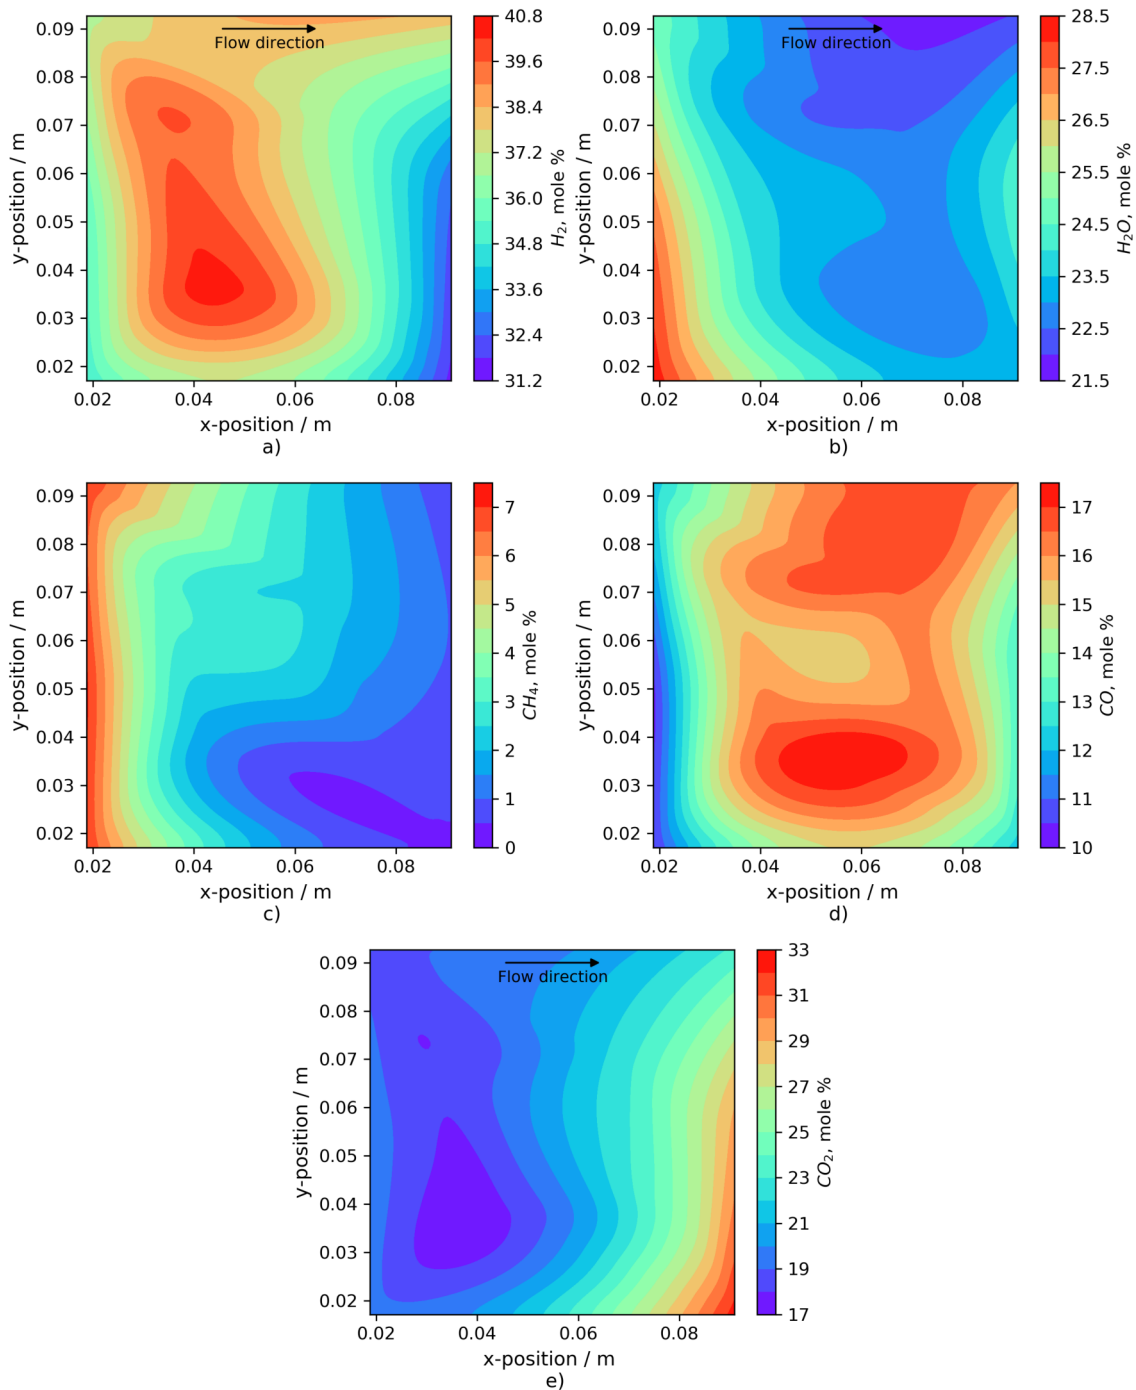 Flow direction
y-position / m
0.09
0.08
0.07
0.06
0.05
0.04
0.03
0.02
0.02 0.04 0.06 0.08
x-position / m
a)
40.8
39.6
38.4
37.2
36.0
34.8
33.6
32.4
31.2
H₂, mole %
Flow direction
y-position / m
0.09
0.08
0.07
0.06
0.05
0.04
0.03
0.02
0.02 0.04 0.06 0.08
x-position / m
b)
28.5
27.5
26.5
25.5
24.5
23.5
22.5
21.5
H₂O, mole %
y-position / m
0.09
0.08
0.07
0.06
0.05
0.04
0.03
0.02
0.02 0.04 0.06 0.08
x-position / m
c)
7
6
5
4
3
2
1
0
CH₄, mole %
y-position / m
0.09
0.08
0.07
0.06
0.05
0.04
0.03
0.02
0.02 0.04 0.06 0.08
x-position / m
d)
17
16
15
14
13
12
11
10
CO, mole %
Flow direction
y-position / m
0.09
0.08
0.07
0.06
0.05
0.04
0.03
0.02
0.02 0.04 0.06 0.08
x-position / m
e)
33
31
29
27
25
23
21
19
17
CO₂, mole %